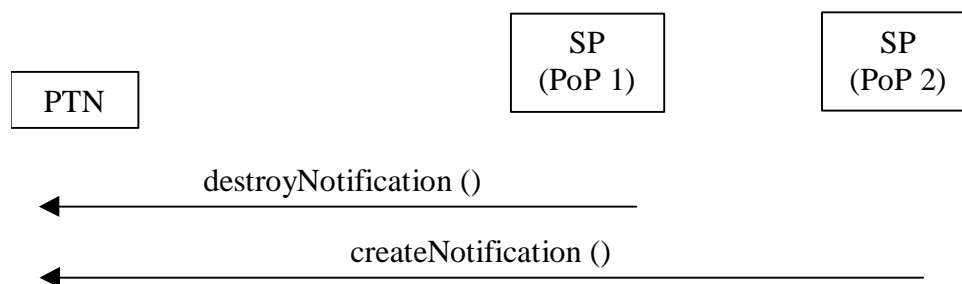 SP
(PoP 1)
SP
(PoP 2)
PTN
destroyNotification ()
createNotification ()